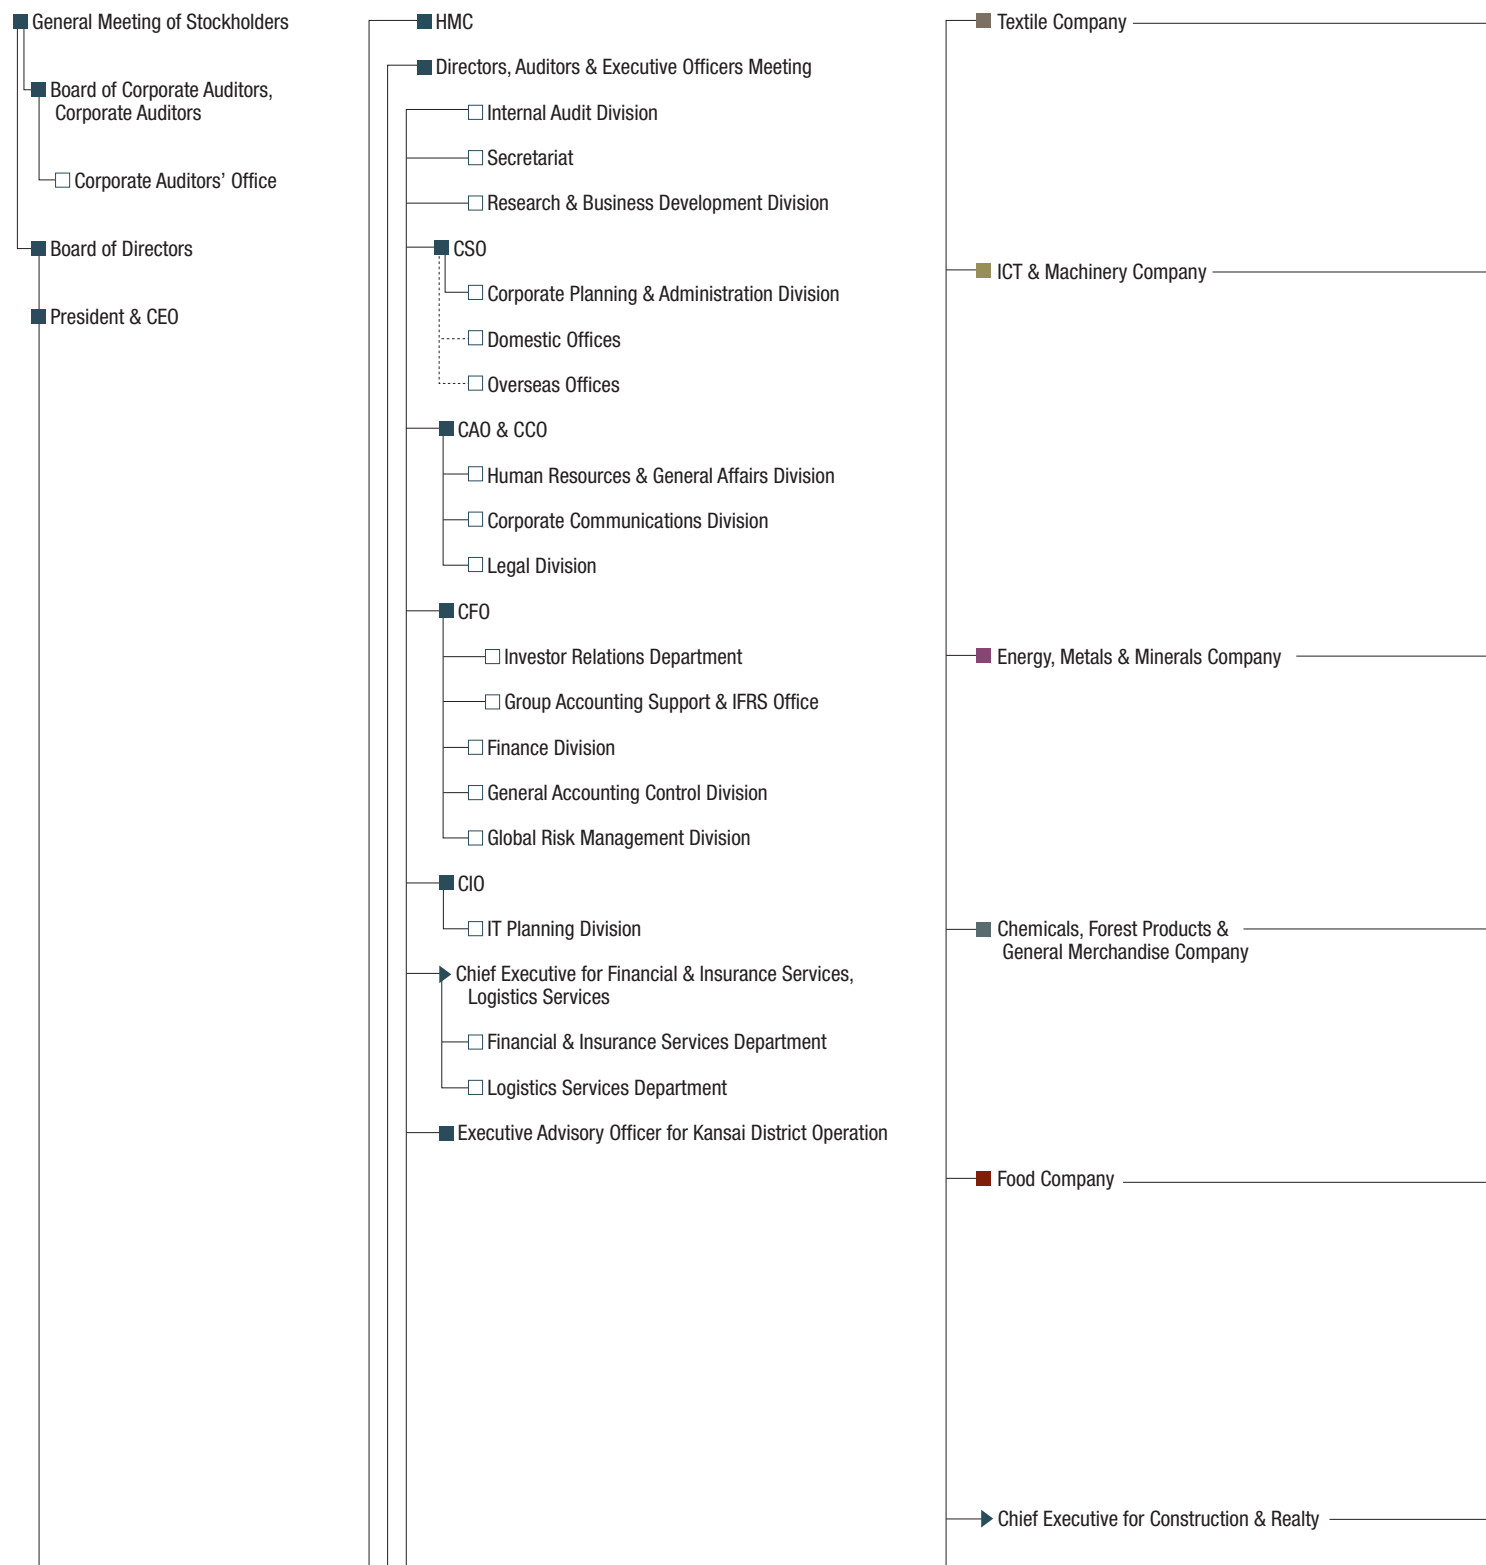 General Meeting of Stockholders
Board of Corporate Auditors,
Corporate Auditors
Corporate Auditors’ Office
Board of Directors
President & CEO
HMC
Directors, Auditors & Executive Officers Meeting
Internal Audit Division
Secretariat
Research & Business Development Division
CSO
Corporate Planning & Administration Division
Domestic Offices
Overseas Offices
CAO & CCO
Human Resources & General Affairs Division
Corporate Communications Division
Legal Division
CFO
Investor Relations Department
Group Accounting Support & IFRS Office
Finance Division
General Accounting Control Division
Global Risk Management Division
CIO
IT Planning Division
Chief Executive for Financial & Insurance Services,
Logistics Services
Financial & Insurance Services Department
Logistics Services Department
Executive Advisory Officer for Kansai District Operation
Textile Company
ICT & Machinery Company
Energy, Metals & Minerals Company
Chemicals, Forest Products &
General Merchandise Company
Food Company
Chief Executive for Construction & Realty